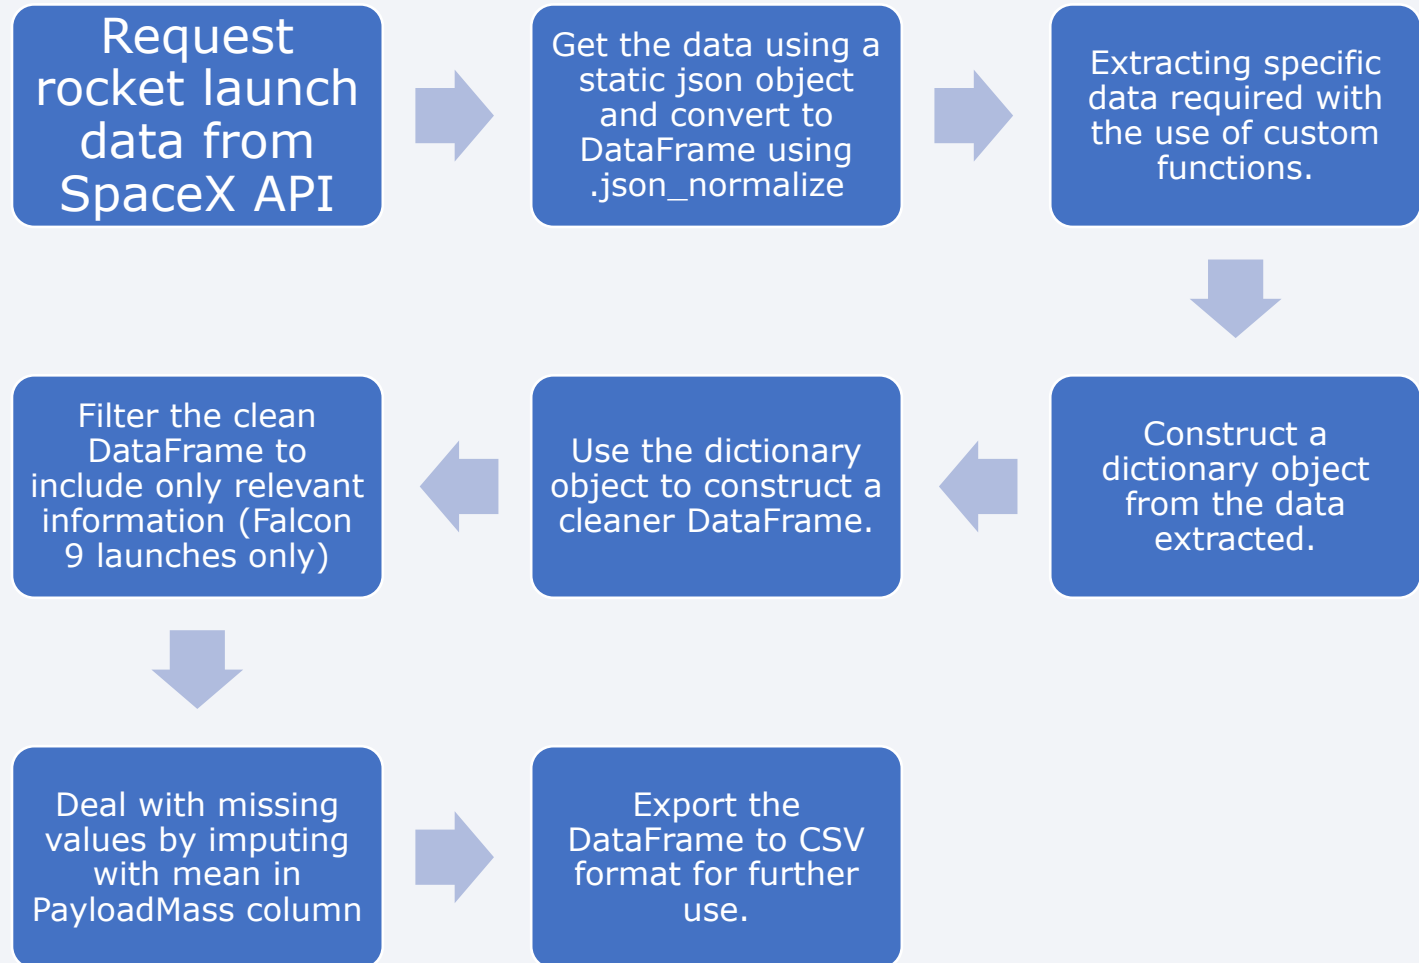 Request
rocket launch
data from
SpaceX API
Get the data using a
static json object
and convert to
DataFrame using
.json_normalize
Extracting specific
data required with
the use of custom
functions.
Construct a
dictionary object
from the data
extracted.
Use the dictionary
object to construct a
cleaner DataFrame.
Filter the clean
DataFrame to
include only relevant
information (Falcon
9 launches only)
Deal with missing
values by imputing
with mean in
PayloadMass column
Export the
DataFrame to CSV
format for further
use.